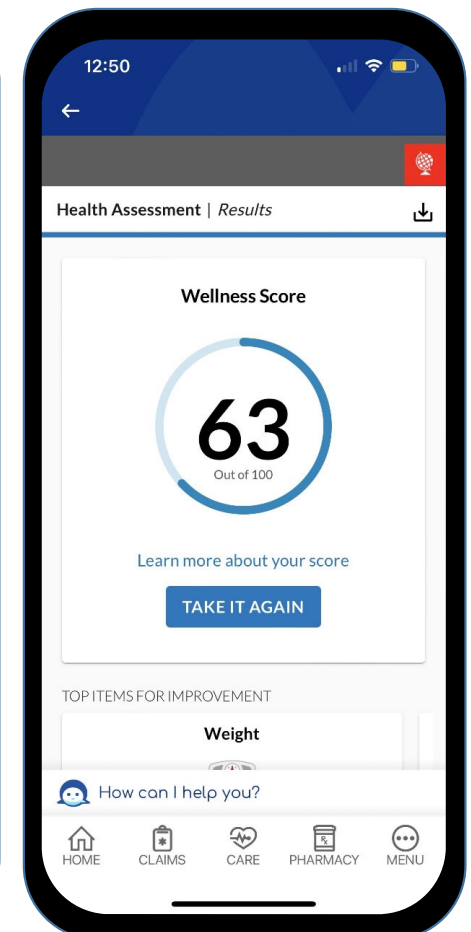 12:50
Health Assessment | Results
Wellness Score
63
Out of 100
Learn more about your score
TAKE IT AGAIN
TOP ITEMS FOR IMPROVEMENT
Weight
How can I help you?
HOME CLAIMS CARE PHARMACY MENU